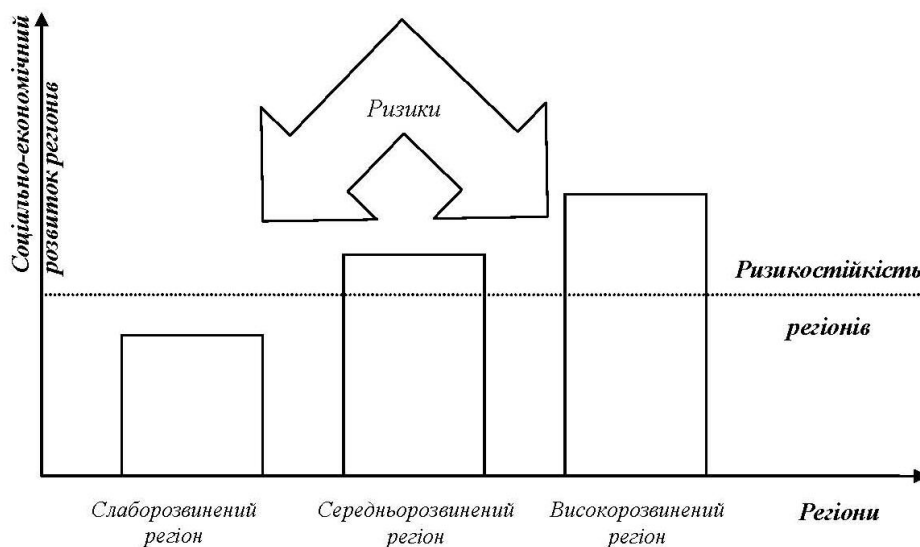 Соціально-економічний
розвиток регіонів
Ризики
Ризикостійкість
регіонів
Слаборозвинений
регіон
Середньорозвинений
регіон
Високорозвинений
регіон
Регіони